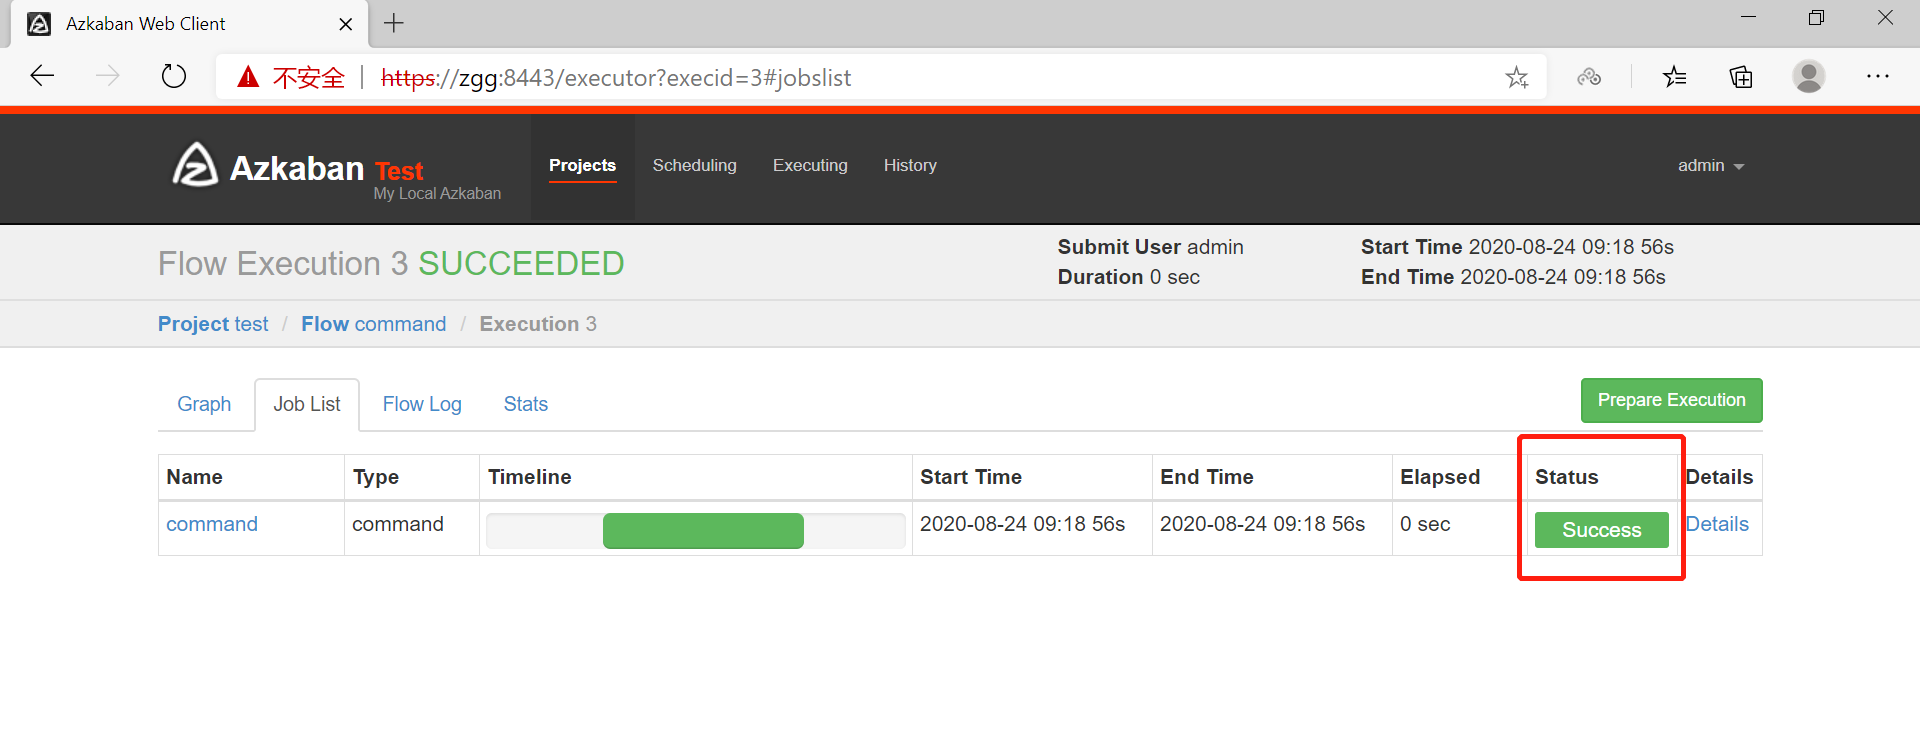 Azkaban Web Client
不安全 | https://zgg:8443/executor?execid=3#jobslist
Azkaban Test
My Local Azkaban
Projects Scheduling Executing History admin
Flow Execution 3 SUCCEEDED
Submit User admin
Duration 0 sec
Start Time 2020-08-24 09:18 56s
End Time 2020-08-24 09:18 56s
Project test / Flow command / Execution 3
Graph Job List Flow Log Stats Prepare Execution
Name Type Timeline Start Time End Time Elapsed Status Details
command command 2020-08-24 09:18 56s 2020-08-24 09:18 56s 0 sec Success Details